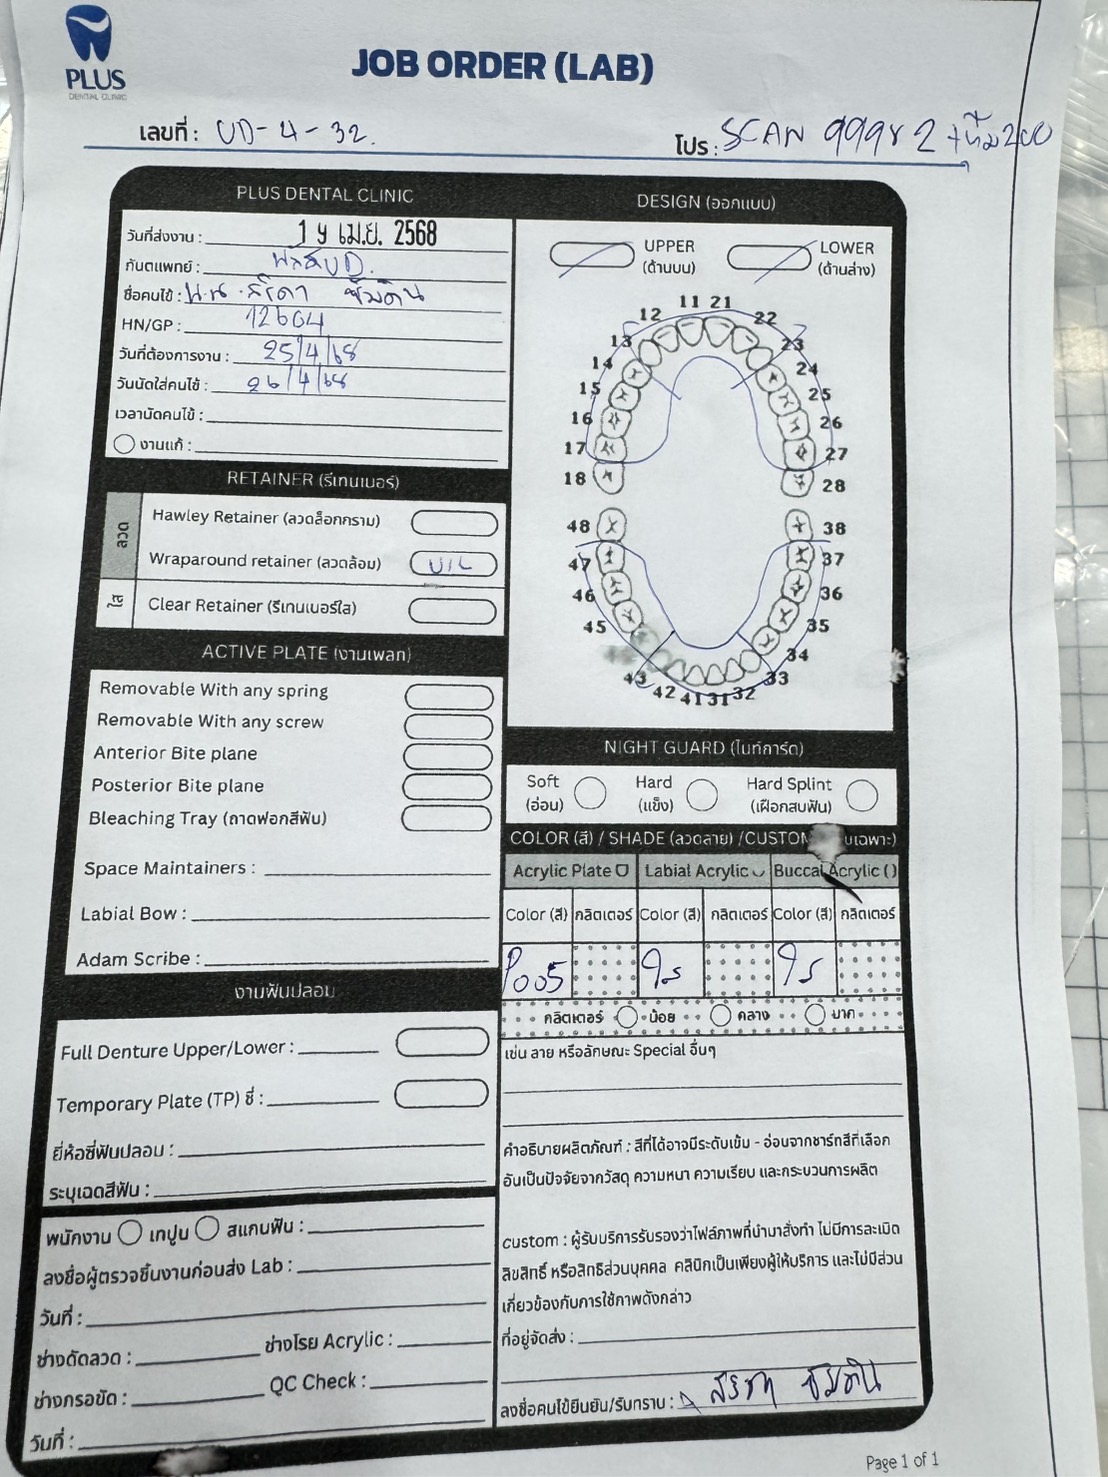 PLUS
DENTAL CLINIC
JOB ORDER (LAB)
เลขที่ : UD-4-32.
โปร : SCAN 999x2
PLUS DENTAL CLINIC
วันที่ส่งงาน : 19 เม.ย. 2568
ทันตแพทย์ :
ชื่อคนไข้ :
HN/GP : 12604
วันที่ต้องการงาน : 25/4/68
วันนัดใส่คนไข้ : 26/4/68
เวลานัดคนไข้ :
งานแก้ :
RETAINER (รีเทนเนอร์)
ลวด
Hawley Retainer (ลวดล็อกกราม)
Wraparound retainer (ลวดล้อม) U/L
ใส
Clear Retainer (รีเทนเนอร์ใส)
ACTIVE PLATE (งานเพลท)
Removable With any spring
Removable With any screw
Anterior Bite plane
Posterior Bite plane
Bleaching Tray (ถาดฟอกสีฟัน)
Space Maintainers :
Labial Bow :
Adam Scribe :
งานฟันปลอม
Full Denture Upper/Lower :
Temporary Plate (TP) ซี่ :
ยี่ห้อซี่ฟันปลอม :
ระบุเฉดสีฟัน :
พนักงาน เทปูน สแกนฟัน :
ลงชื่อผู้ตรวจชิ้นงานก่อนส่ง Lab :
วันที่ :
ช่างดัดลวด : ช่างโรย Acrylic :
ช่างกรอขัด : QC Check :
วันที่ :
DESIGN (ออกแบบ)
UPPER LOWER
(ด้านบน) (ด้านล่าง)
11 21
12 22
13 23
14 24
15 25
16 26
17 27
18 28
48 38
47 37
46 36
45 35
34
43 33
42 41 31 32
NIGHT GUARD (ไนท์การ์ด)
Soft Hard Hard Splint
(อ่อน) (แข็ง) (เฝือกสบฟัน)
COLOR (สี) / SHADE (ลวดลาย) /CUSTOM
Acrylic Plate Labial Acrylic Buccal Acrylic ()
Color (สี) กลิตเตอร์ Color (สี) กลิตเตอร์ Color (สี) กลิตเตอร์
P005 ใส ใส
กลิตเตอร์ น้อย กลาง มาก
เช่น ลาย หรือลักษณะ Special อื่นๆ
คำอธิบายผลิตภัณฑ์ : สีที่ได้อาจมีระดับเข้ม - อ่อนจากชาร์ทสีที่เลือก
อันเป็นปัจจัยจากวัสดุ ความหนา ความเรียบ และกระบวนการผลิต
custom : ผู้รับบริการรับรองว่าไฟล์ภาพที่นำมาสั่งทำ ไม่มีการละเมิด
ลิขสิทธิ์ หรือสิทธิส่วนบุคคล คลินิกเป็นเพียงผู้ให้บริการ และไม่มีส่วน
เกี่ยวข้องกับการใช้ภาพดังกล่าว
ที่อยู่จัดส่ง :
ลงชื่อคนไข้ยืนยัน/รับทราบ :
Page 1 of 1